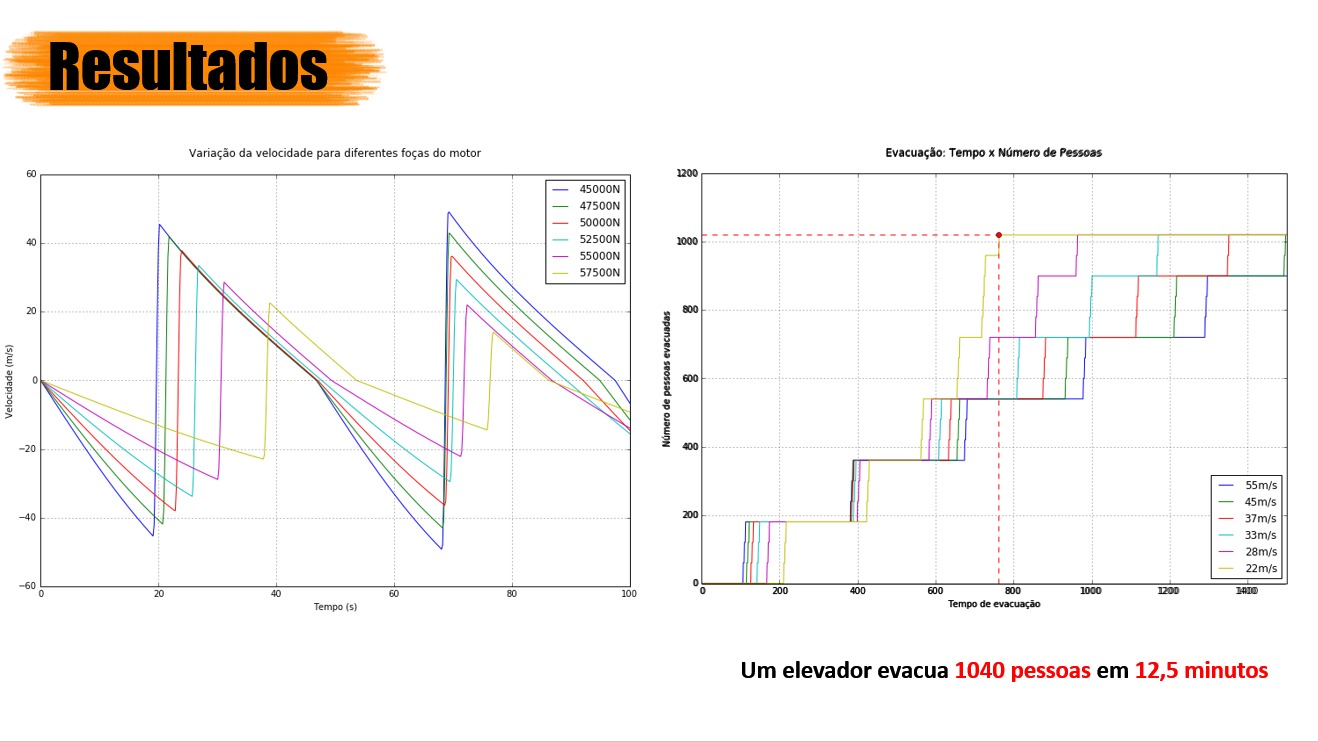 Resultados
Variação da velocidade para diferentes foças do motor
60
40
20
0
−20
−40
−60
Velocidade (m/s)
0 20 40 60 80 100
Tempo (s)
45000N
47500N
50000N
52500N
55000N
57500N
Evacuação: Tempo x Número de Pessoas
1200
1000
800
600
400
200
0
Número de pessoas evacuadas
0 200 400 600 800 1000 1200 1400
Tempo de evacuação
55m/s
45m/s
37m/s
33m/s
28m/s
22m/s
Um elevador evacua 1040 pessoas em 12,5 minutos